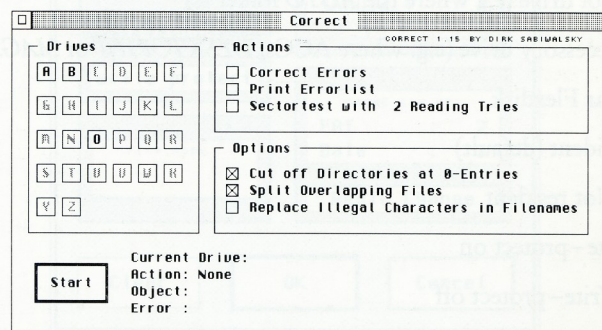 Correct
CORRECT 1.15 BY DIRK SABIWALSKY
Drives
A B C D E F
G H I J K L
M N O P Q R
S T U V W X
Y Z
Actions
Correct Errors
Print Errorlist
Sectortest with 2 Reading Tries
Options
Cut off Directories at 0-Entries
Split Overlapping Files
Replace Illegal Characters in Filenames
Start
Current Drive:
Action: None
Object:
Error :